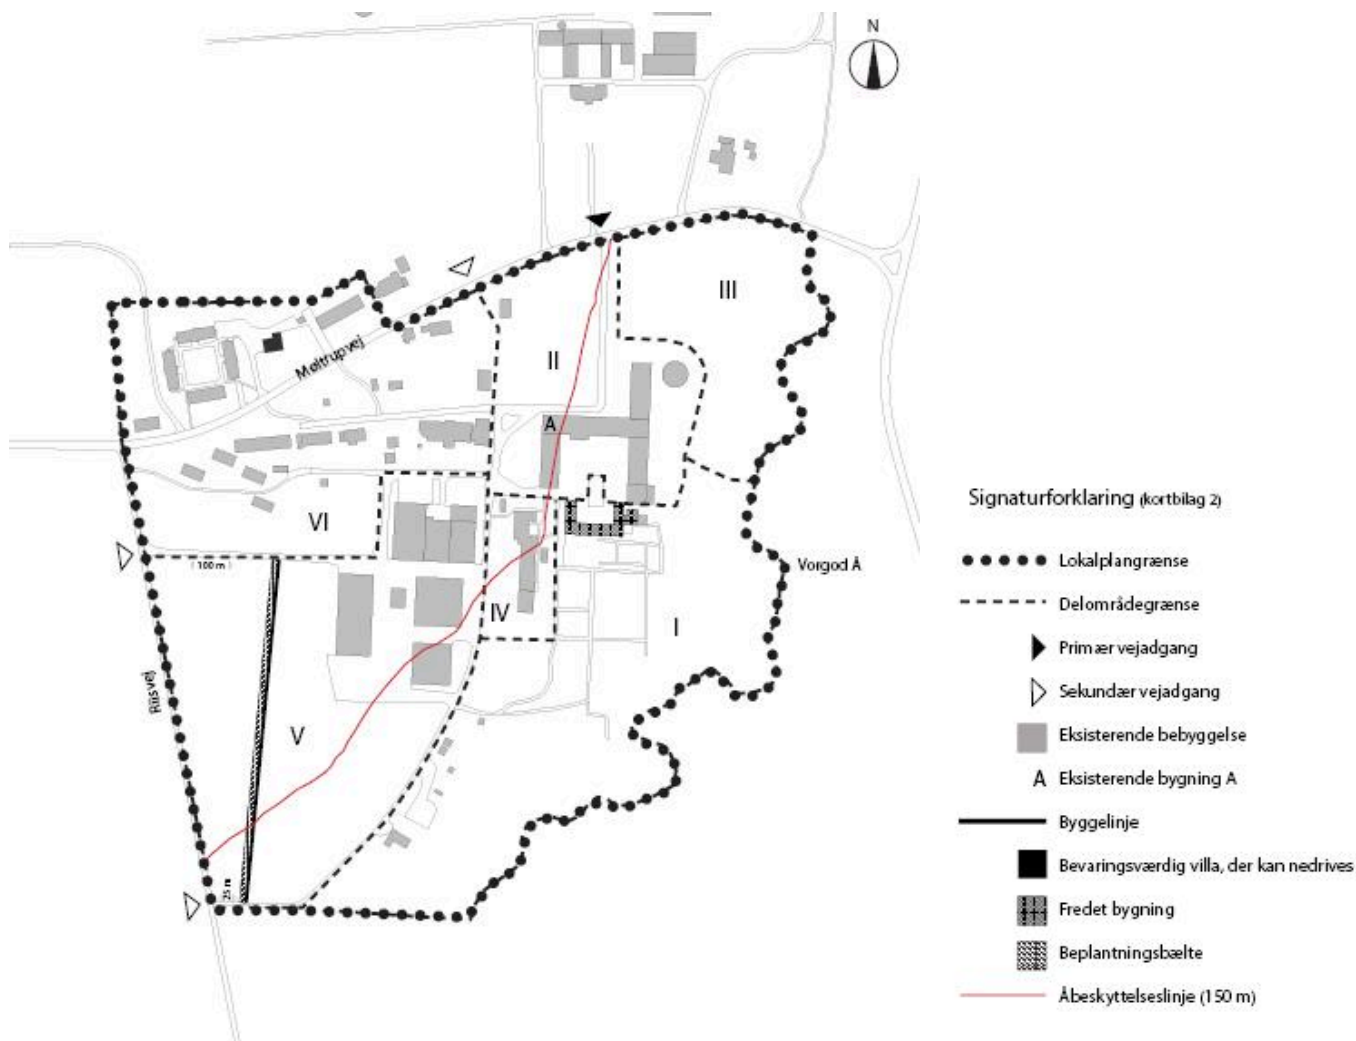 N
III
II
Møltrupvej
A
VI
( 100 m )
Vorgod Å
IV
I
Riisvej
V
25 m
Signaturforklaring (kortbilag 2)
Lokalplangrænse
Delområdegrænse
Primær vejadgang
Sekundær vejadgang
Eksisterende bebyggelse
A Eksisterende bygning A
Byggelinje
Bevaringsværdig villa, der kan nedrives
Fredet bygning
Beplantningsbælte
Åbeskyttelseslinje (150 m)